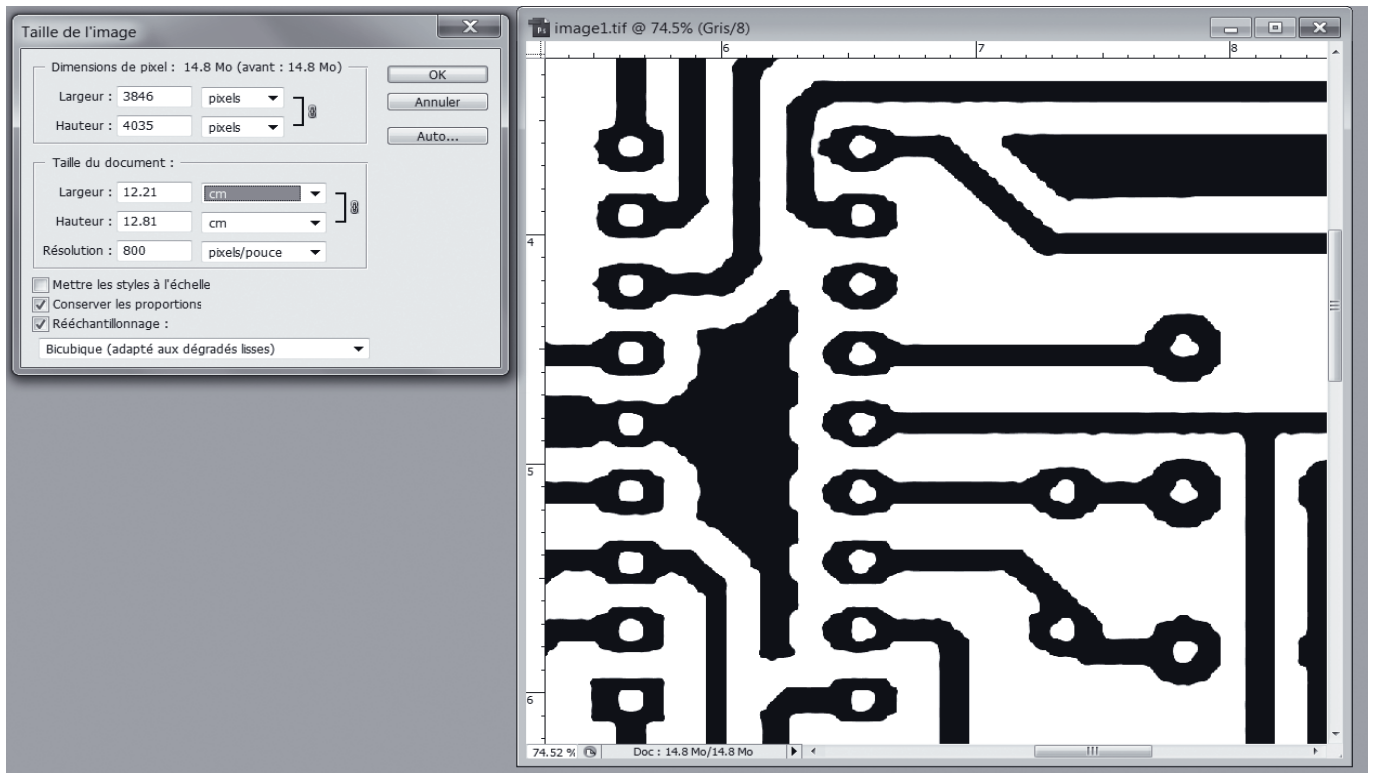 Taille de l'image
Dimensions de pixel : 14.8 Mo (avant : 14.8 Mo)
Largeur : 3846 pixels
Hauteur : 4035 pixels
OK
Annuler
Auto...
Taille du document :
Largeur : 12.21 cm
Hauteur : 12.81 cm
Résolution : 800 pixels/pouce
Mettre les styles à l'échelle
Conserver les proportions
Rééchantillonnage :
Bicubique (adapté aux dégradés lisses)
Ps image1.tif @ 74.5% (Gris/8)
6 7 8
4
5
6
74.52 % Doc : 14.8 Mo/14.8 Mo